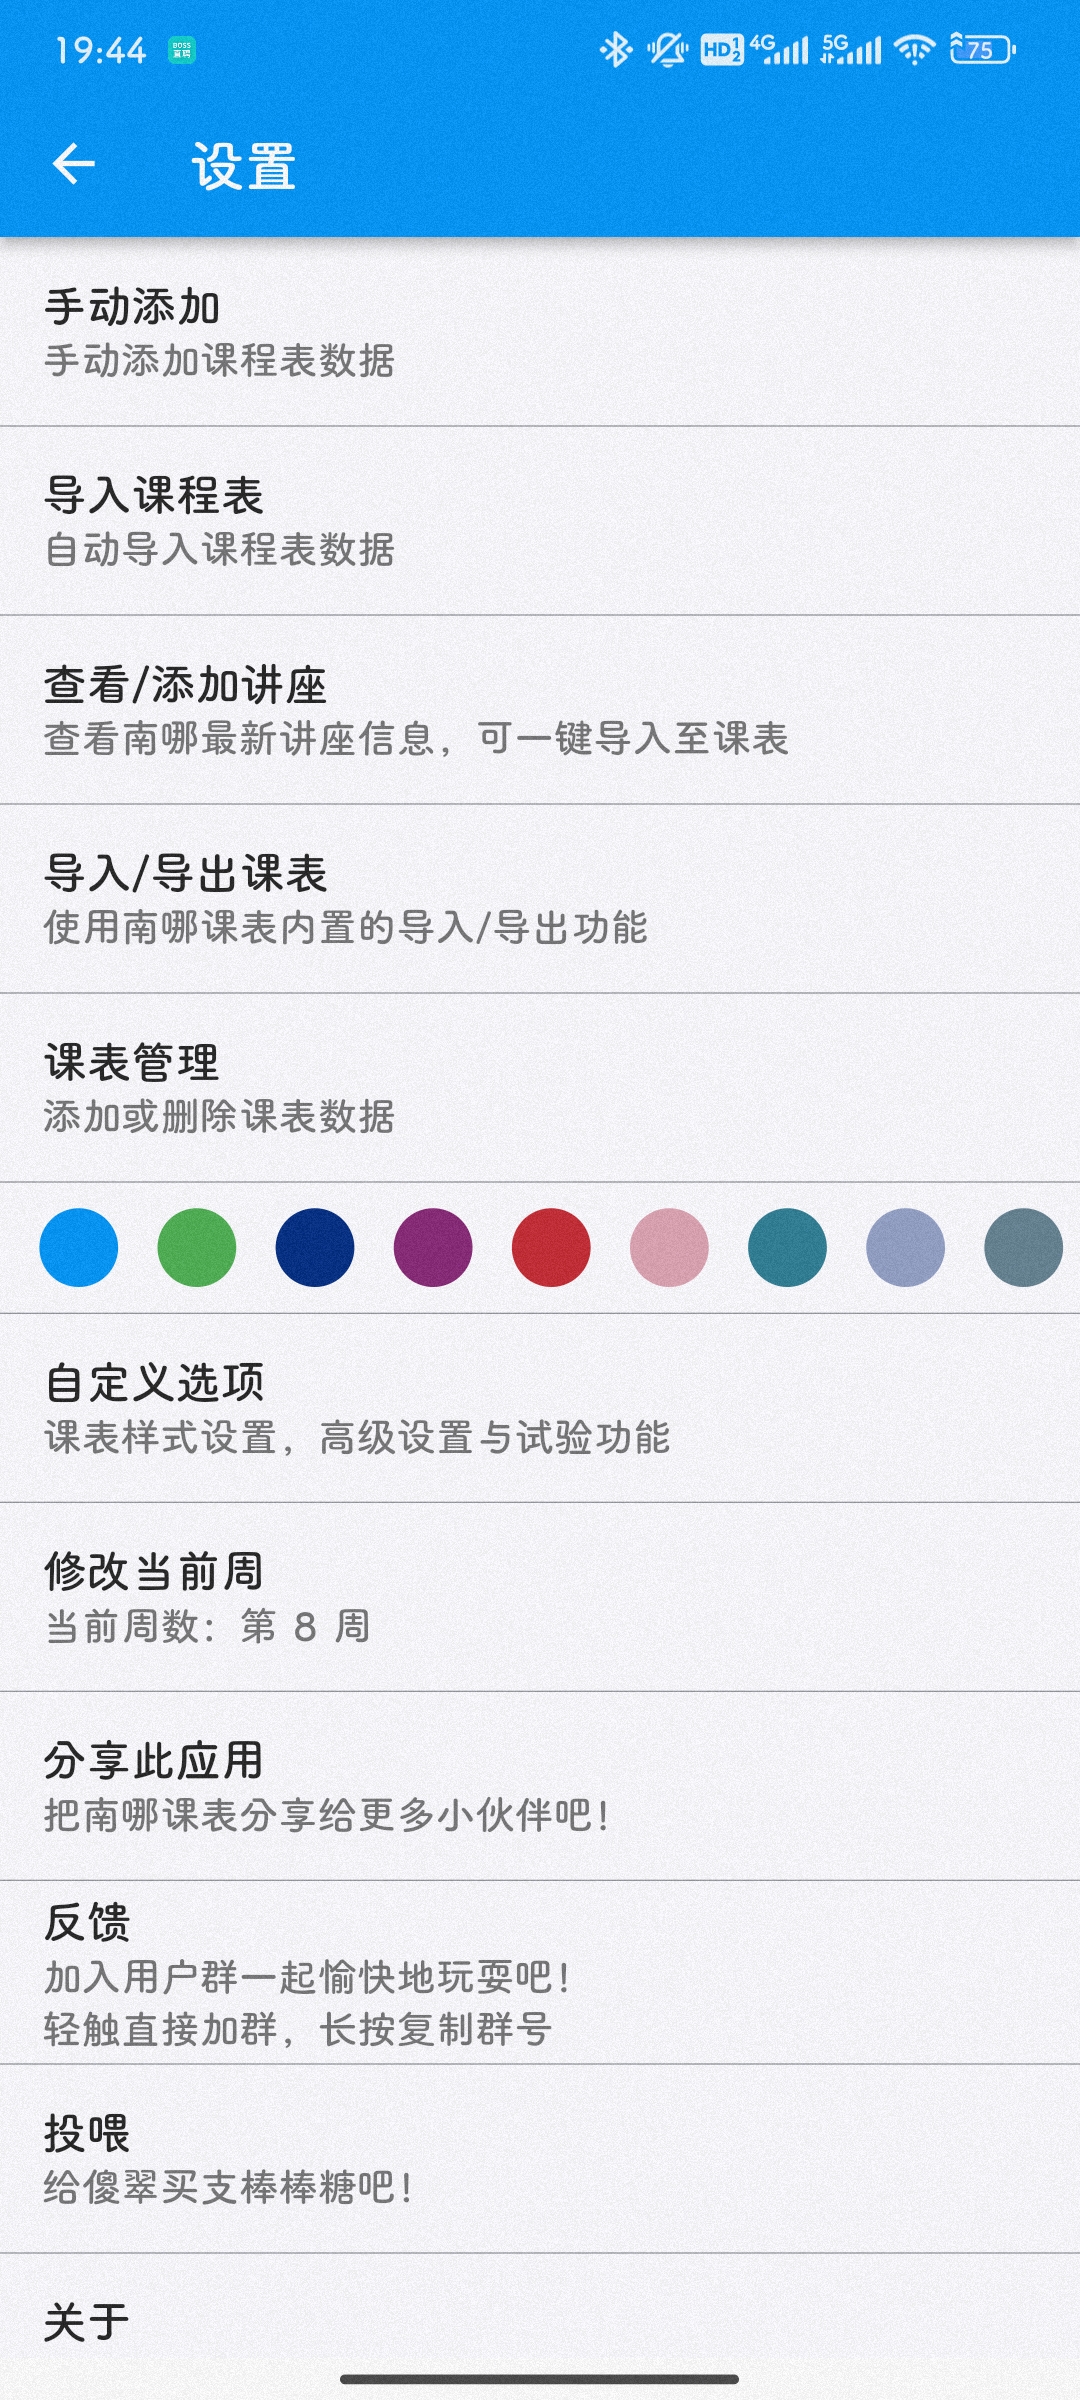 19:44
BOSS
直聘
HD 1 2 4G 5G 75
设置
手动添加
手动添加课程表数据
导入课程表
自动导入课程表数据
查看/添加讲座
查看南哪最新讲座信息，可一键导入至课表
导入/导出课表
使用南哪课表内置的导入/导出功能
课表管理
添加或删除课表数据
自定义选项
课表样式设置，高级设置与试验功能
修改当前周
当前周数：第 8 周
分享此应用
把南哪课表分享给更多小伙伴吧！
反馈
加入用户群一起愉快地玩耍吧！
轻触直接加群，长按复制群号
投喂
给傻翠买支棒棒糖吧！
关于